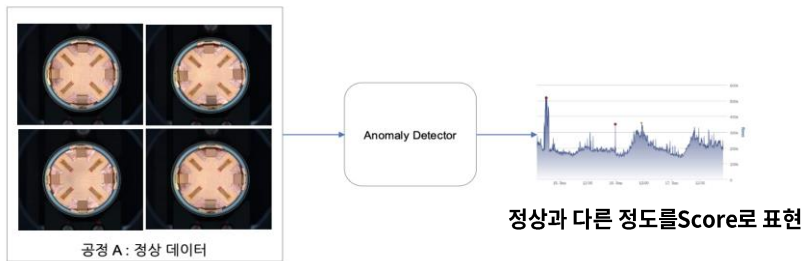 공정 A : 정상 데이터
Anomaly Detector
정상과 다른 정도를Score로 표현